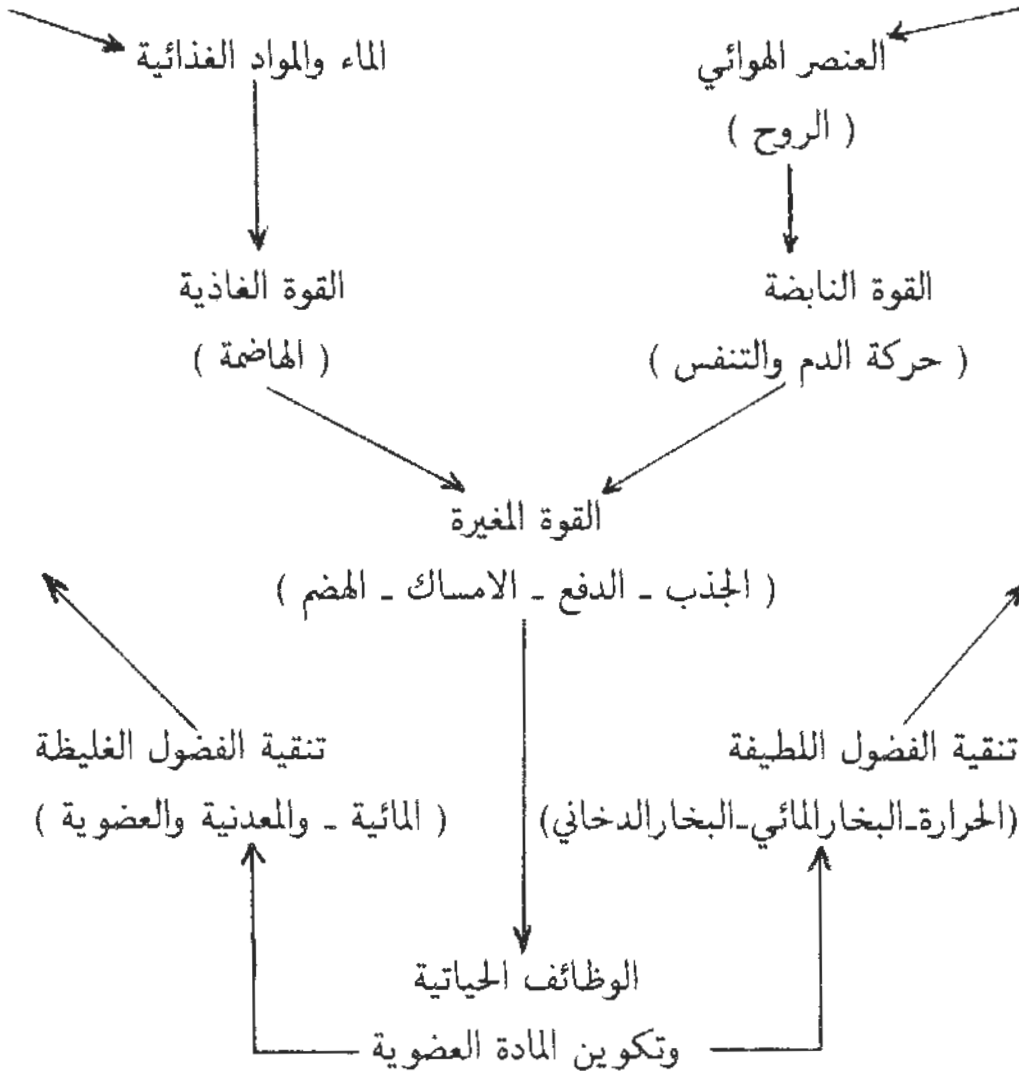 العنصر الهوائي
( الروح )
الماء والمواد الغذائية
القوة النابضة
( حركة الدم والتنفس )
القوة الغاذية
( الهاضمة )
القوة المغيرة
( الجذب - الدفع - الامساك - الهضم )
تنقية الفضول اللطيفة
(الحرارة-البخارالمائي-البخارالدخاني)
تنقية الفضول الغليظة
( المائية - والمعدنية والعضوية )
الوظائف الحياتية
وتكوين المادة العضوية